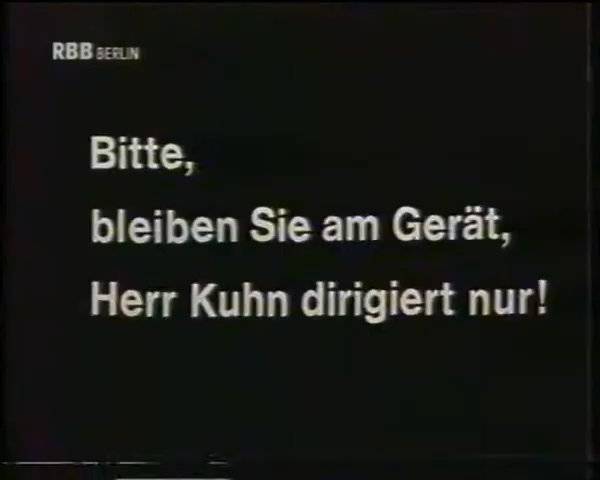 RBB BERLIN
Bitte,
bleiben Sie am Gerät,
Herr Kuhn dirigiert nur!